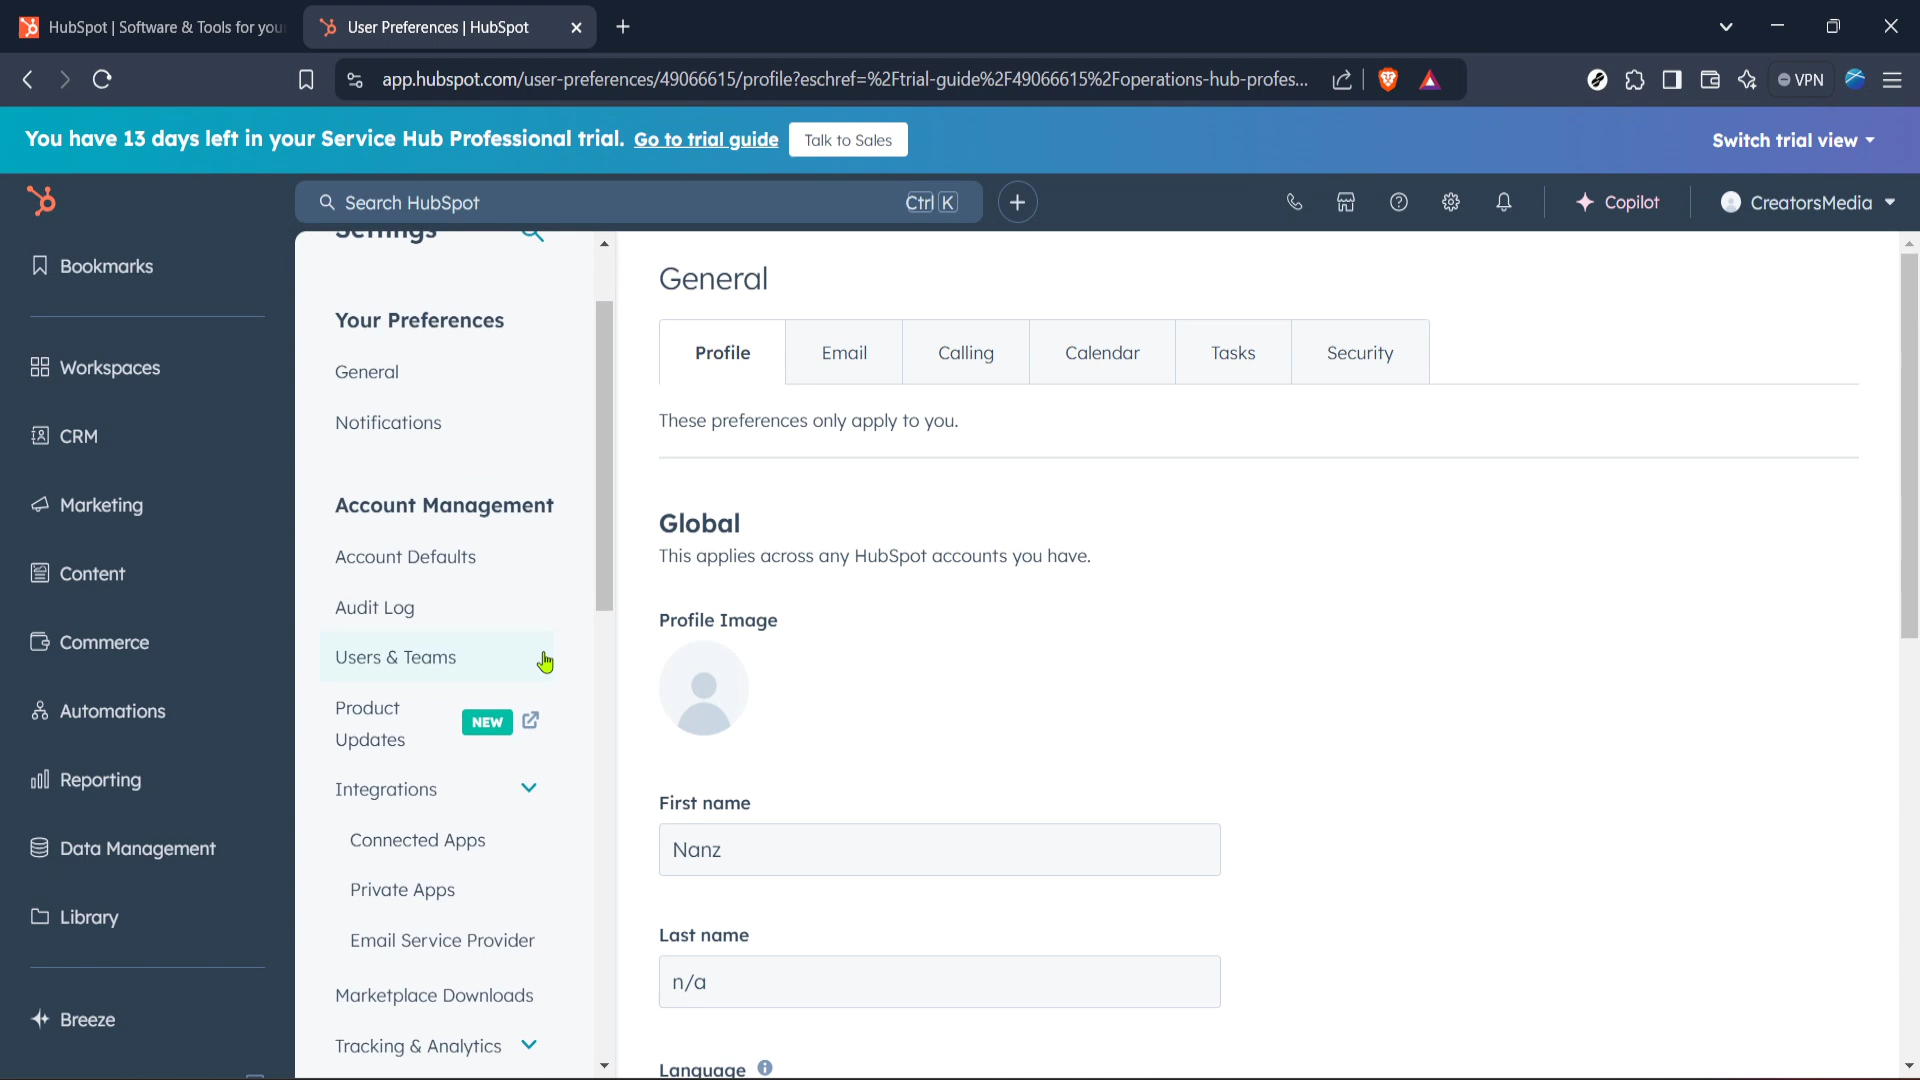 HubSpot | Software & Tools for you
User Preferences | HubSpot
app.hubspot.com/user-preferences/49066615/profile?eschref=%2Ftrial-guide%2F49066615%2Foperations-hub-profes...
VPN
You have 13 days left in your Service Hub Professional trial. Go to trial guide
Talk to Sales
Switch trial view
Search HubSpot
Ctrl K
Copilot
CreatorsMedia
Bookmarks
Workspaces
CRM
Marketing
Content
Commerce
Automations
Reporting
Data Management
Library
Breeze
Settings
Your Preferences
General
Notifications
Account Management
Account Defaults
Audit Log
Users & Teams
Product
Updates
NEW
Integrations
Connected Apps
Private Apps
Email Service Provider
Marketplace Downloads
Tracking & Analytics
General
Profile
Email
Calling
Calendar
Tasks
Security
These preferences only apply to you.
Global
This applies across any HubSpot accounts you have.
Profile Image
First name
Nanz
Last name
n/a
Language